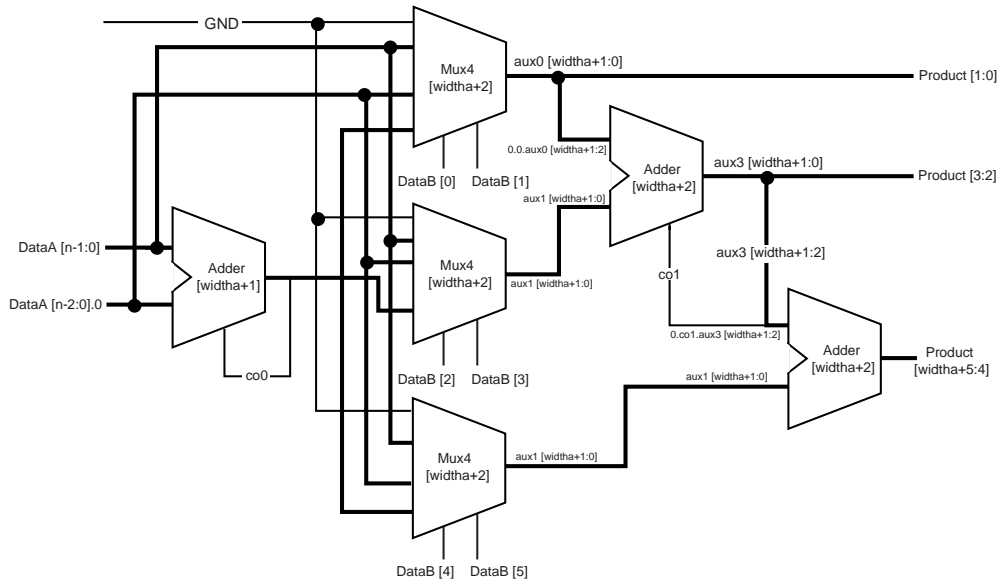 GND
Mux4
[widtha+2]
aux0 [widtha+1:0]
Product [1:0]
0.0.aux0 [widtha+1:2]
DataB [0]
DataB [1]
Adder
[widtha+2]
aux3 [widtha+1:0]
Product [3:2]
aux1 [widtha+1:0]
DataA [n-1:0]
DataA [n-2:0].0
Adder
[widtha+1]
co0
Mux4
[widtha+2]
aux1 [widtha+1:0]
DataB [2]
DataB [3]
co1
aux3 [widtha+1:2]
0.co1.aux3 [widtha+1:2]
Adder
[widtha+2]
Product
[widtha+5:4]
aux1 [widtha+1:0]
Mux4
[widtha+2]
aux1 [widtha+1:0]
DataB [4]
DataB [5]